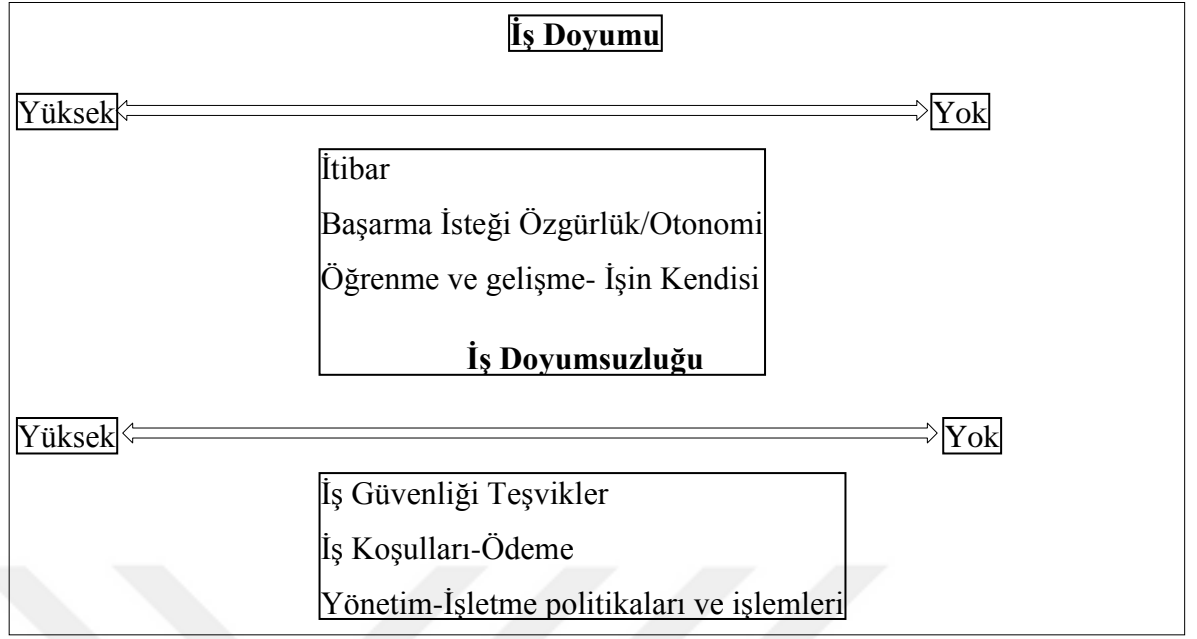 İş Doyumu
Yüksek Yok
İtibar
Başarma İsteği Özgürlük/Otonomi
Öğrenme ve gelişme- İşin Kendisi
İş Doyumsuzluğu
Yüksek Yok
İş Güvenliği Teşvikler
İş Koşulları-Ödeme
Yönetim-İşletme politikaları ve işlemleri